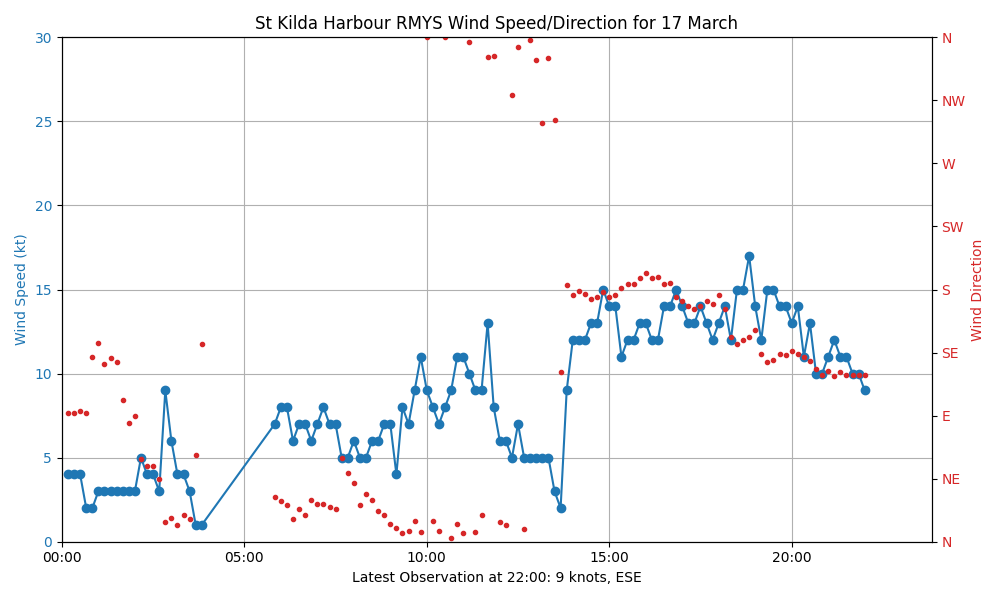 St Kilda Harbour RMYS Wind Speed/Direction for 17 March
30
25
20
15
10
5
0
Wind Speed (kt)
N
NW
W
SW
S
SE
E
NE
N
Wind Direction
00:00 05:00 10:00 15:00 20:00
Latest Observation at 22:00: 9 knots, ESE